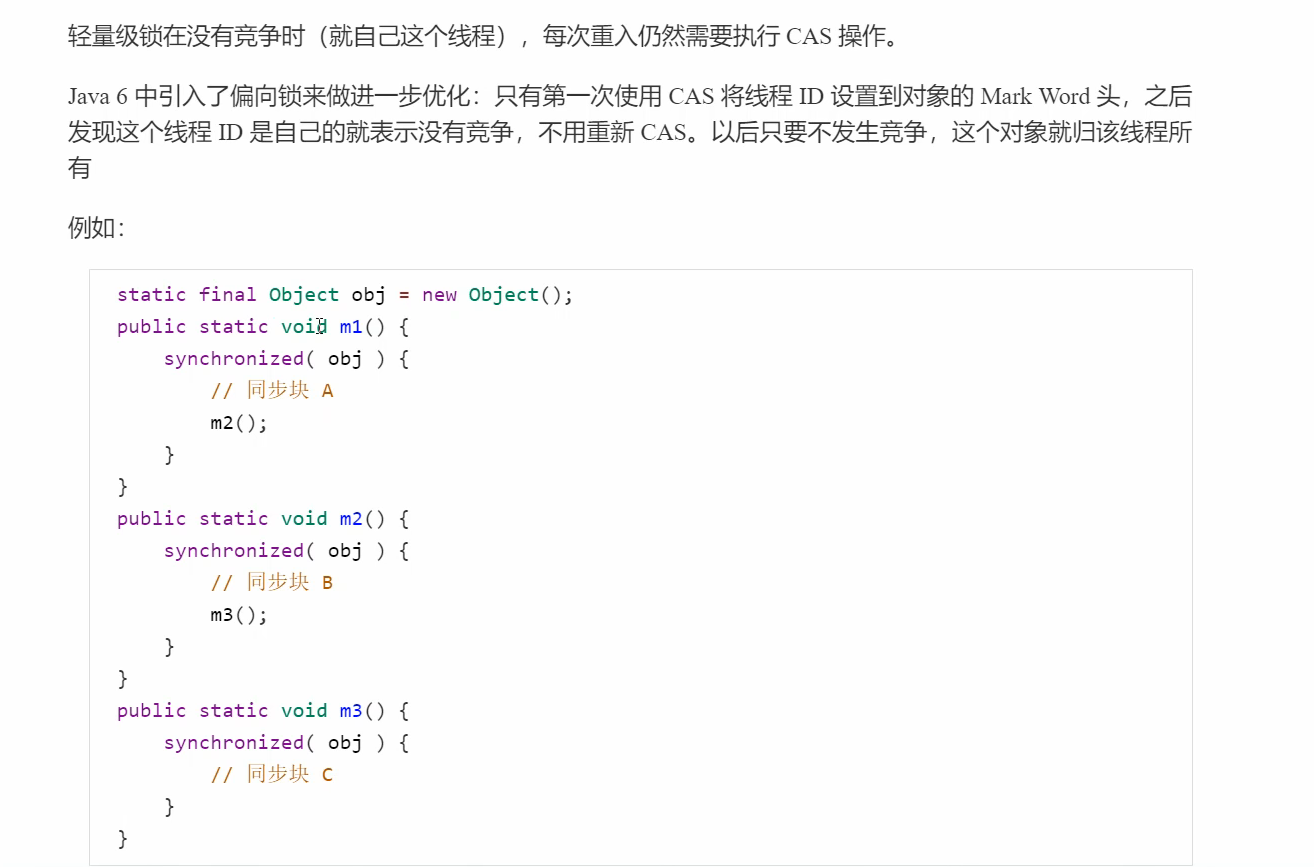 轻量级锁在没有竞争时（就自己这个线程），每次重入仍然需要执行 CAS 操作。
Java 6 中引入了偏向锁来做进一步优化：只有第一次使用 CAS 将线程 ID 设置到对象的 Mark Word 头，之后
发现这个线程 ID 是自己的就表示没有竞争，不用重新 CAS。以后只要不发生竞争，这个对象就归该线程所
有
例如：
static final Object obj = new Object();
public static void m1() {
    synchronized( obj ) {
        // 同步块 A
        m2();
    }
}
public static void m2() {
    synchronized( obj ) {
        // 同步块 B
        m3();
    }
}
public static void m3() {
    synchronized( obj ) {
        // 同步块 C
    }
}